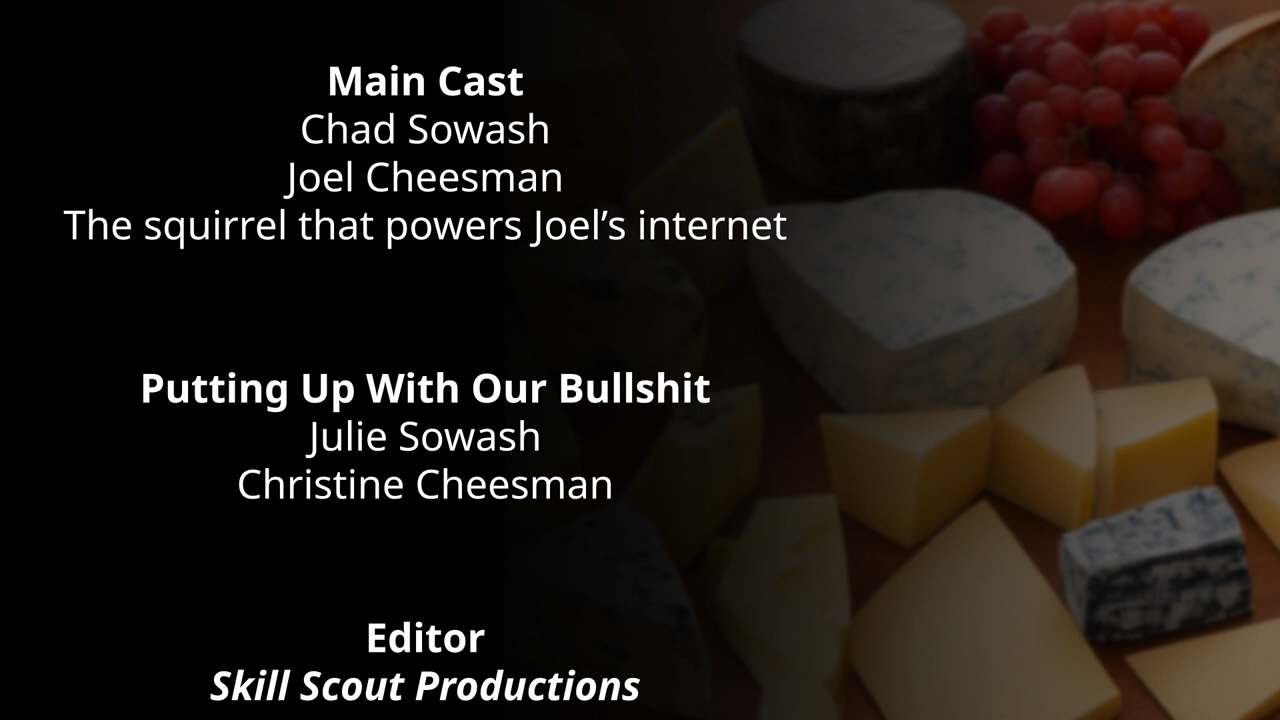 Main Cast
Chad Sowash
Joel Cheesman
The squirrel that powers Joel’s internet
Putting Up With Our Bullshit
Julie Sowash
Christine Cheesman
Editor
Skill Scout Productions